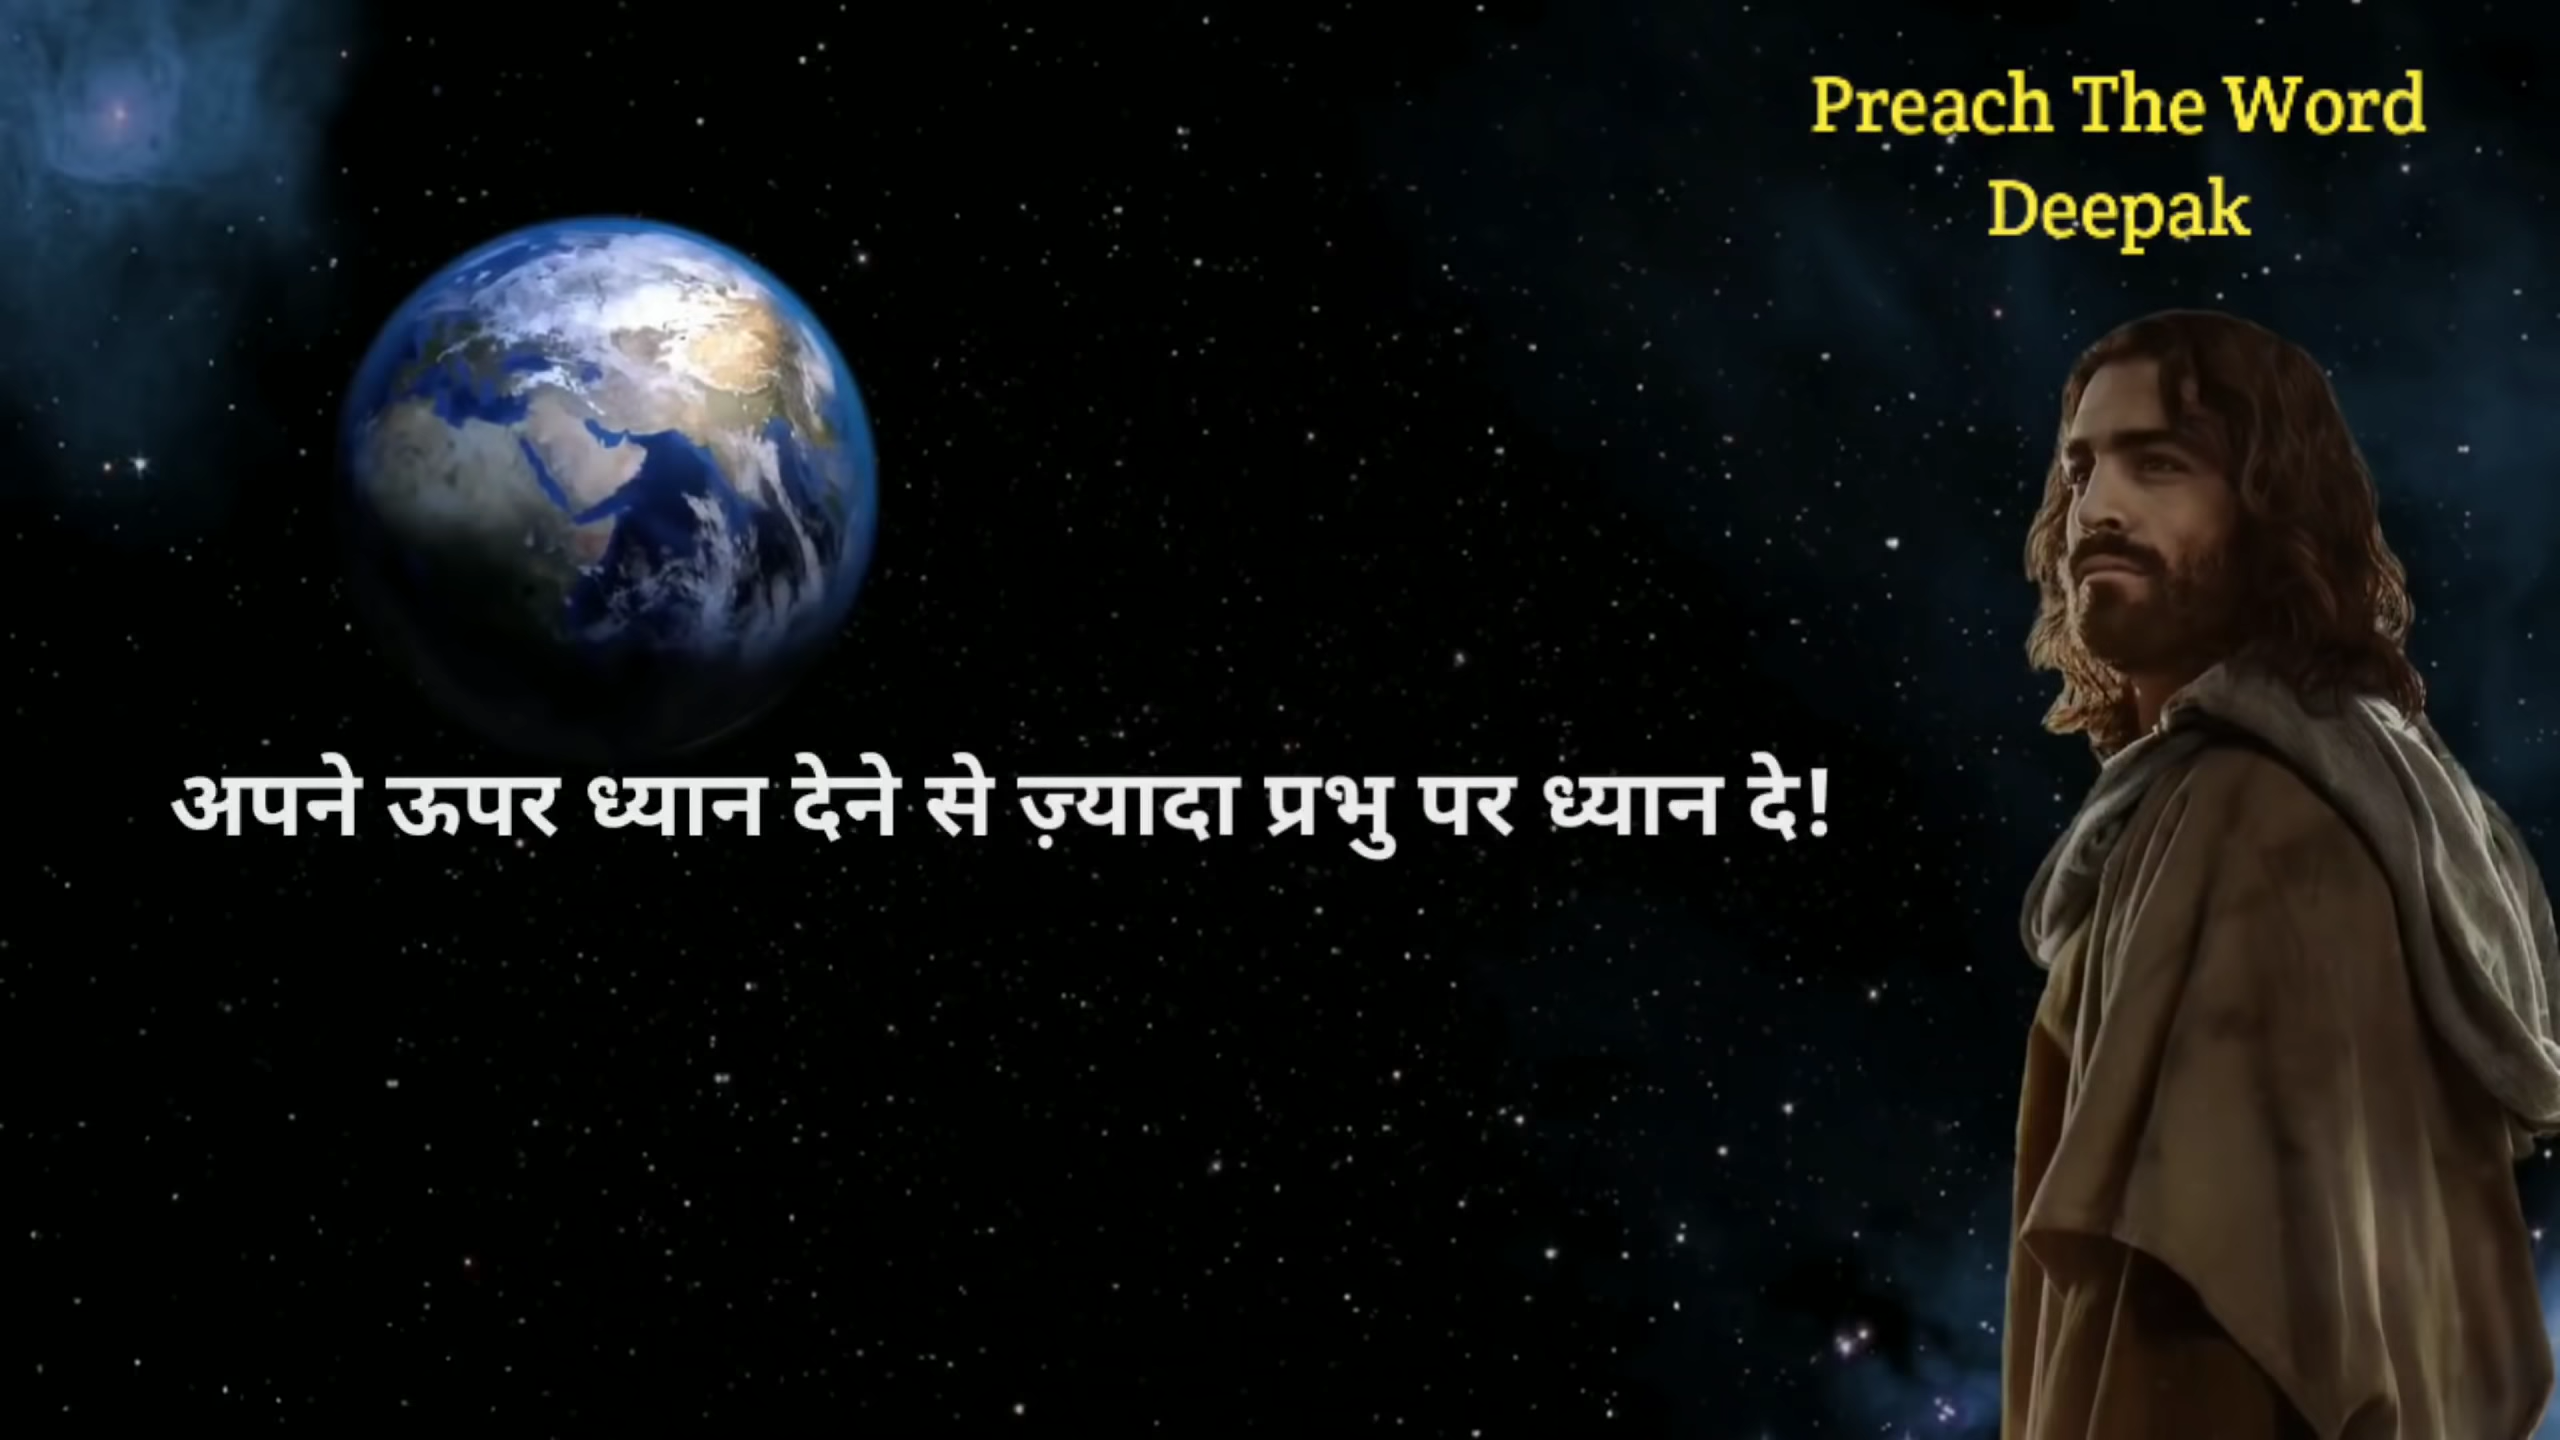 Preach The Word
Deepak
अपने ऊपर ध्यान देने से ज़्यादा प्रभु पर ध्यान दे!